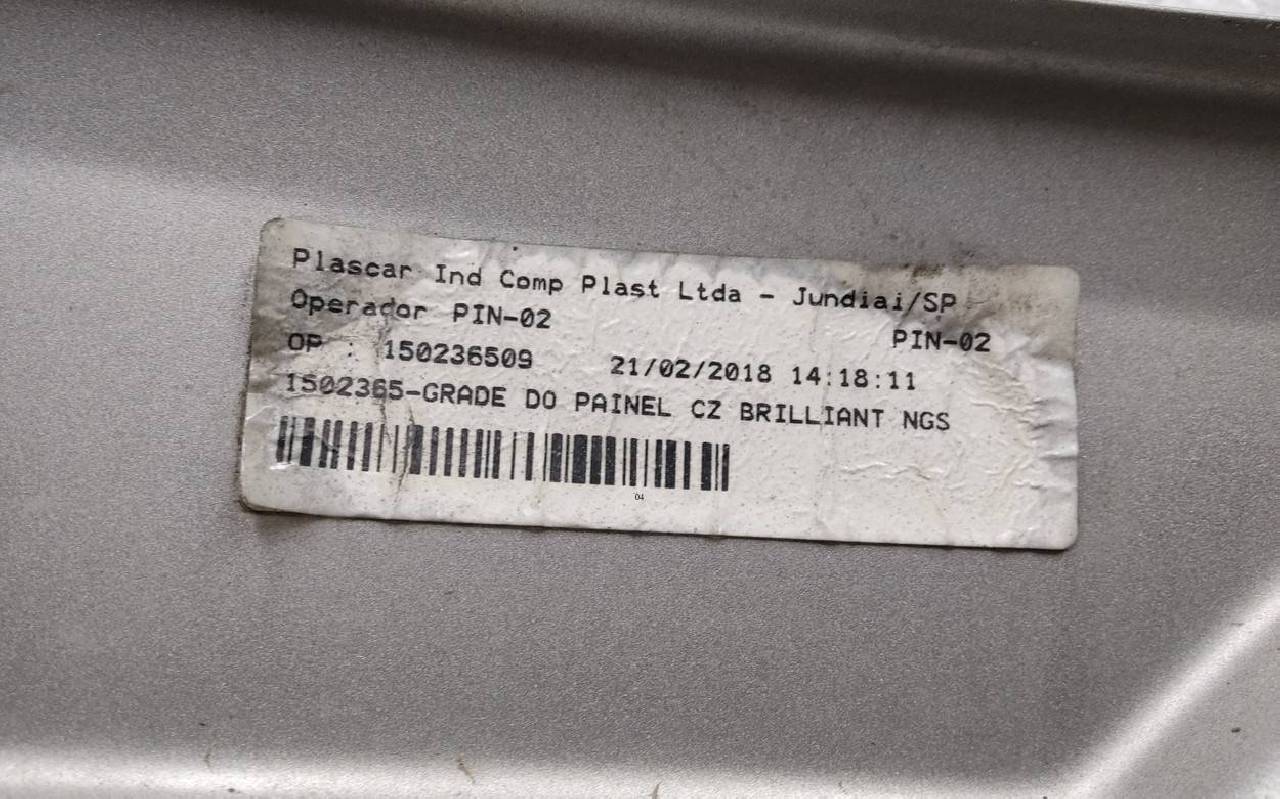 Plascar Ind Comp Plast Ltda - Jundiai/SP
Operador PIN-02 PIN-02
OP : 150236509 21/02/2018 14:18:11
1502365-GRADE DO PAINEL CZ BRILLIANT NGS
04